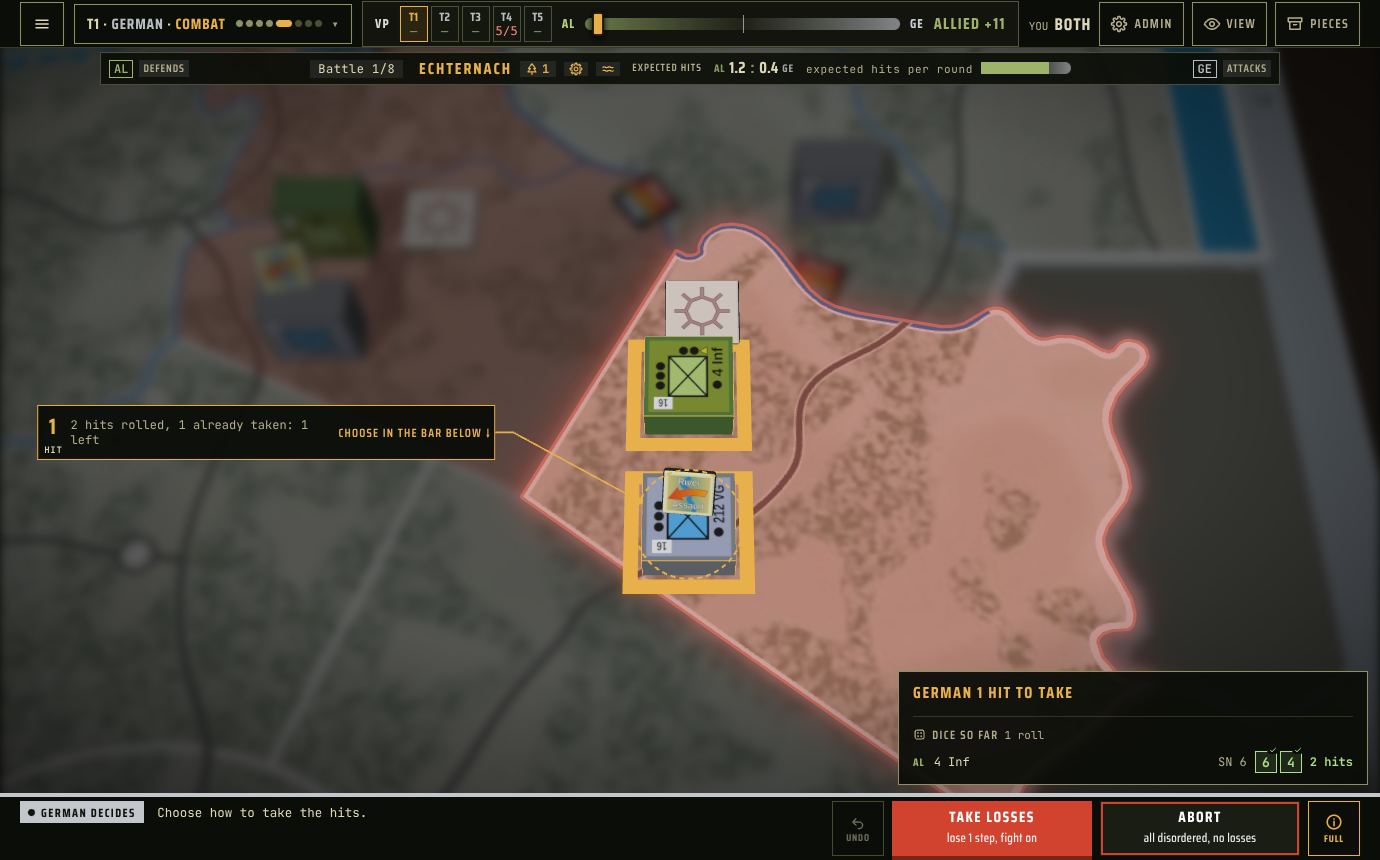 T1 · GERMAN · COMBAT
VP
T1 –
T2 –
T3 –
T4 5/5
T5 –
AL
GE
ALLIED +11
YOU BOTH
ADMIN
VIEW
PIECES
AL DEFENDS
Battle 1/8
ECHTERNACH
1
EXPECTED HITS
AL 1.2 : 0.4 GE
expected hits per round
GE ATTACKS
4 Inf
16
River
Assault
212 VG
16
1 HIT
2 hits rolled, 1 already taken: 1
left
CHOOSE IN THE BAR BELOW ↓
GERMAN 1 HIT TO TAKE
DICE SO FAR 1 roll
AL 4 Inf
SN 6 6 4 2 hits
● GERMAN DECIDES
Choose how to take the hits.
UNDO
TAKE LOSSES
lose 1 step, fight on
ABORT
all disordered, no losses
FULL